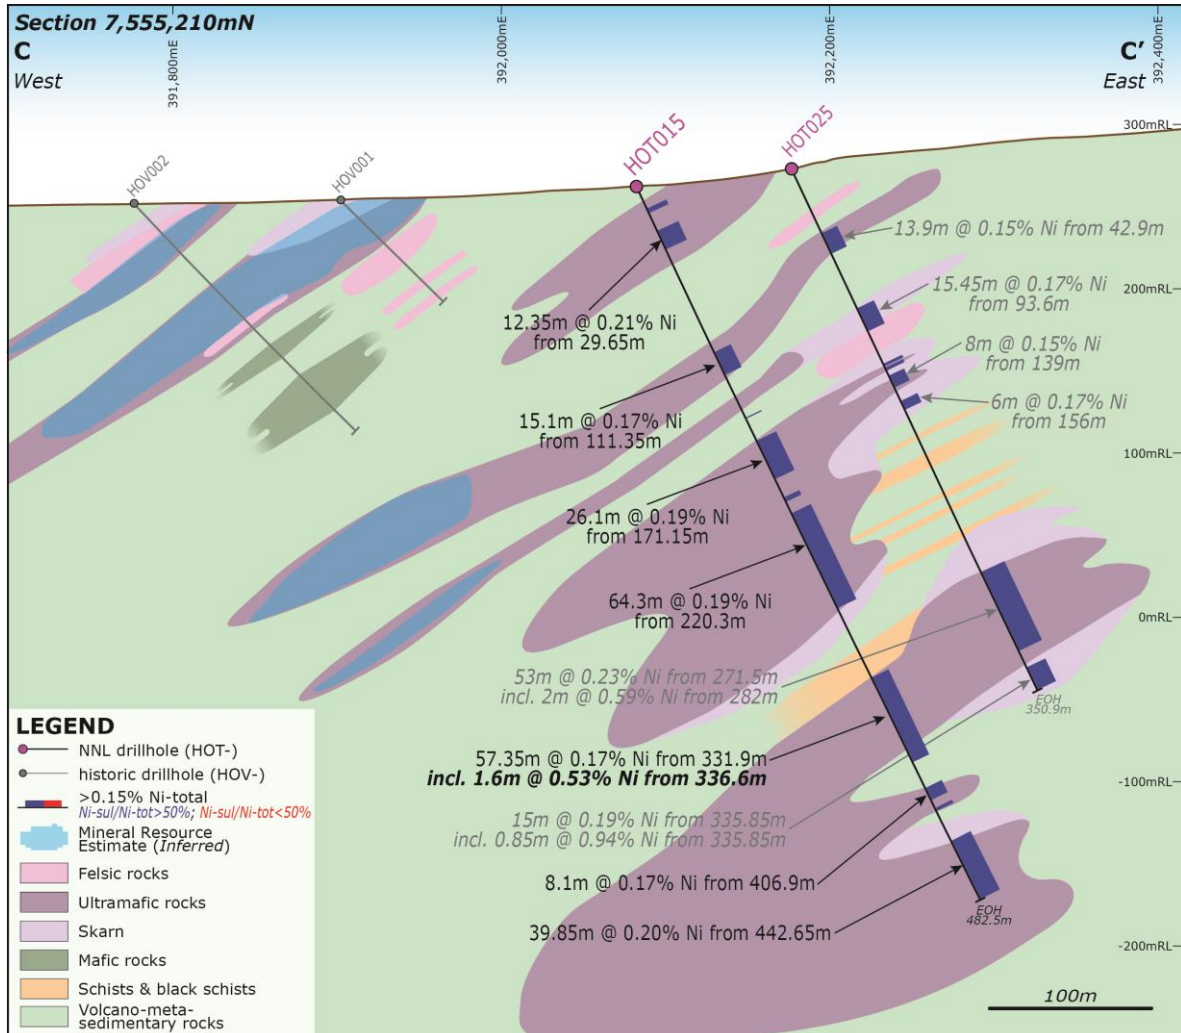 Section 7,555,210mN
C
West
391,800mE
392,000mE
392,200mE
392,400mE
C’
East
300mRL
200mRL
100mRL
0mRL
-100mRL
-200mRL
HOV002
HOV001
HOT015
HOT025
13.9m @ 0.15% Ni from 42.9m
15.45m @ 0.17% Ni
from 93.6m
8m @ 0.15% Ni
from 139m
6m @ 0.17% Ni
from 156m
12.35m @ 0.21% Ni
from 29.65m
15.1m @ 0.17% Ni
from 111.35m
26.1m @ 0.19% Ni
from 171.15m
64.3m @ 0.19% Ni
from 220.3m
53m @ 0.23% Ni from 271.5m
incl. 2m @ 0.59% Ni from 282m
EOH
350.9m
57.35m @ 0.17% Ni from 331.9m
incl. 1.6m @ 0.53% Ni from 336.6m
15m @ 0.19% Ni from 335.85m
incl. 0.85m @ 0.94% Ni from 335.85m
8.1m @ 0.17% Ni from 406.9m
39.85m @ 0.20% Ni from 442.65m
EOH
482.5m
100m
LEGEND
NNL drillhole (HOT-)
historic drillhole (HOV-)
>0.15% Ni-total
Ni-sul/Ni-tot>50%; Ni-sul/Ni-tot<50%
Mineral Resource
Estimate (Inferred)
Felsic rocks
Ultramafic rocks
Skarn
Mafic rocks
Schists & black schists
Volcano-meta-
sedimentary rocks